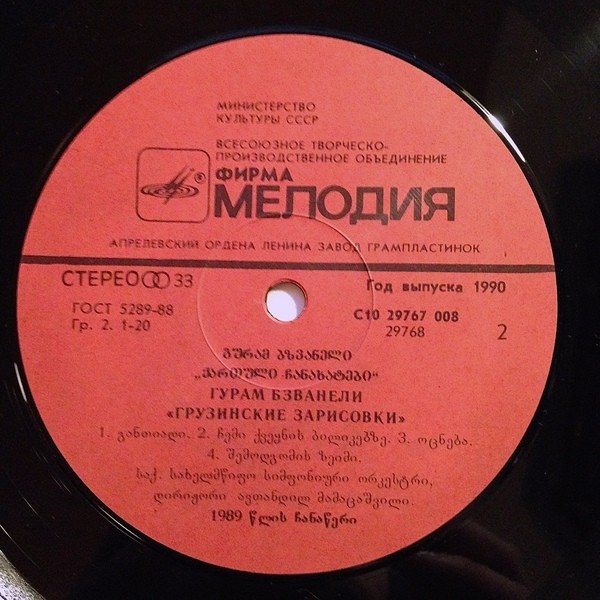 МИНИСТЕРСТВО
КУЛЬТУРЫ СССР
ВСЕСОЮЗНОЕ ТВОРЧЕСКО-
ПРОИЗВОДСТВЕННОЕ ОБЪЕДИНЕНИЕ
ФИРМА
МЕЛОДИЯ
АПРЕЛЕВСКИЙ ОРДЕНА ЛЕНИНА ЗАВОД ГРАМПЛАСТИНОК
СТЕРЕО 33
Год выпуска 1990
ГОСТ 5289-88
Гр. 2. 1-20
С10 29767 008
29768
2
გურამ ბზვანელი
„ქართული ჩანახატები“
ГУРАМ БЗВАНЕЛИ
«ГРУЗИНСКИЕ ЗАРИСОВКИ»
1. განთიადი. 2. ჩემი ქვეყნის ბილიკებზე. 3. ოცნება.
4. შემოდგომის ზეიმი.
საქ. სახელმწიფო სიმფონიური ორკესტრი,
დირიჟორი ავთანდილ მამაცაშვილი.
1989 წლის ჩანაწერი